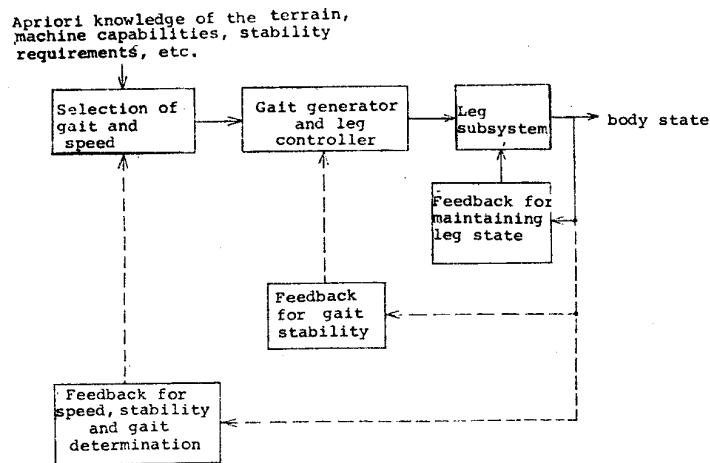 Apriori knowledge of the terrain,
machine capabilities, stability
requirements, etc.
Selection of
gait and
speed
Gait generator
and leg
controller
Leg
subsystem
body state
Feedback for
maintaining
leg state
Feedback
for gait
stability
Feedback for
speed, stability
and gait
determination